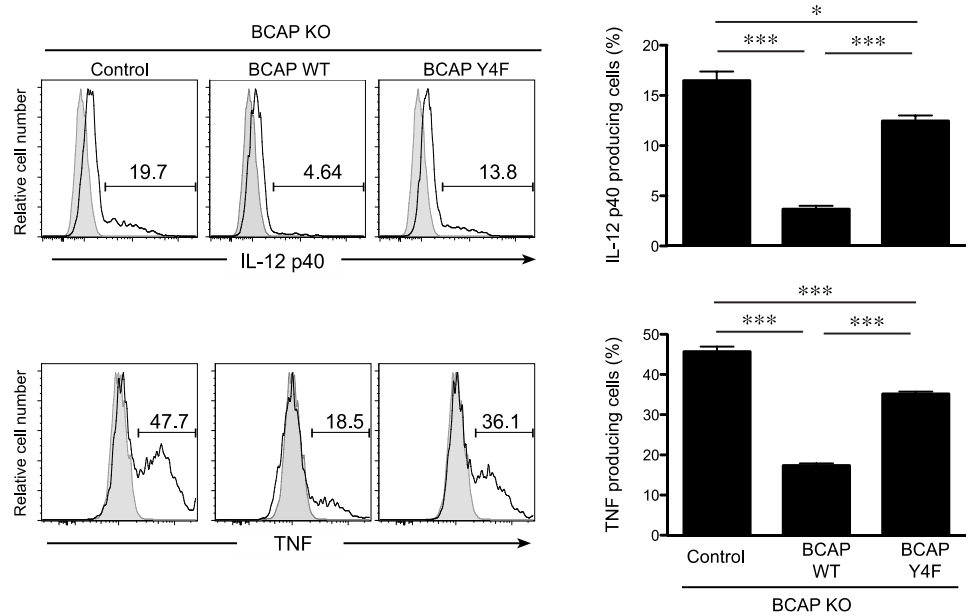 BCAP KO
Control
BCAP WT
BCAP Y4F
Relative cell number
19.7
4.64
13.8
IL-12 p40
Relative cell number
47.7
18.5
36.1
TNF
IL-12 p40 producing cells (%)
20
15
10
5
0
*
*** ***
TNF producing cells (%)
50
40
30
20
10
0
***
*** ***
Control
BCAP
WT
BCAP
Y4F
BCAP KO